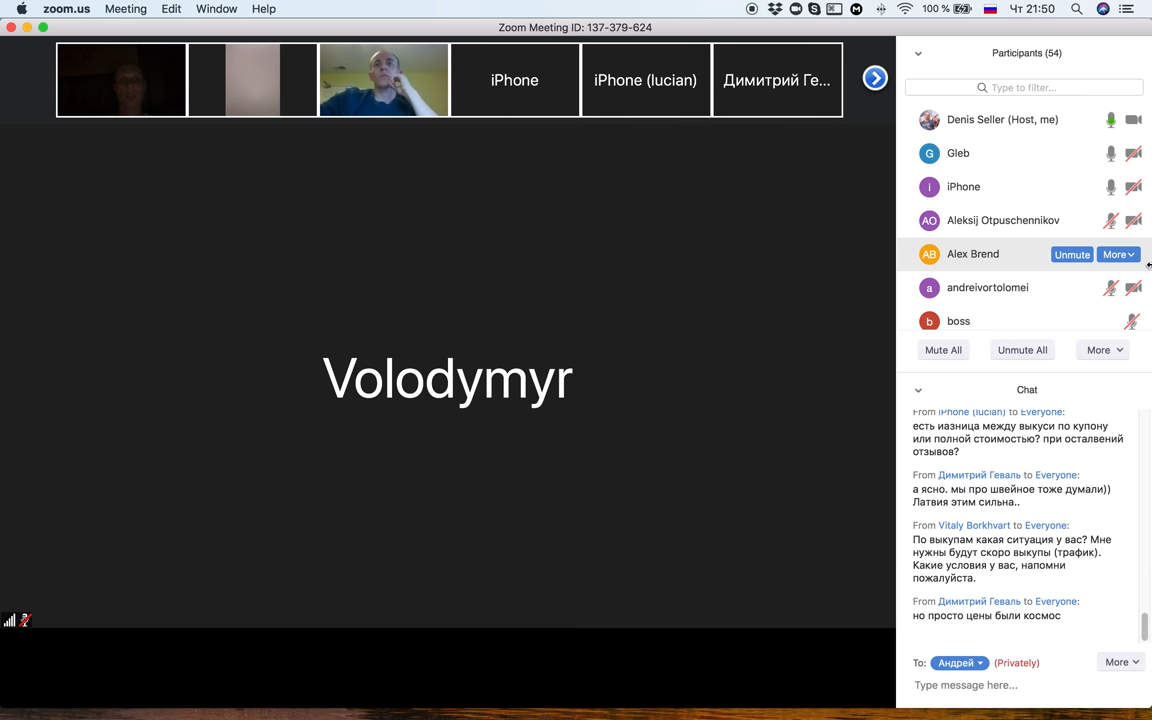 zoom.us Meeting Edit Window Help
100 % Чт 21:50
Zoom Meeting ID: 137-379-624
iPhone
iPhone (lucian)
Димитрий Ге...
Volodymyr
Participants (54)
Type to filter...
Denis Seller (Host, me)
G Gleb
i iPhone
AO Aleksij Otpuschennikov
AB Alex Brend Unmute More
a andreivortolomei
b boss
Mute All Unmute All More
Chat
From iPhone (lucian) to Everyone:
есть иазница между выкуси по купону
или полной стоимостью? при осталвений
отзывов?
From Димитрий Геваль to Everyone:
а ясно. мы про швейное тоже думали))
Латвия этим сильна..
From Vitaly Borkhvart to Everyone:
По выкупам какая ситуация у вас? Мне
нужны будут скоро выкупы (трафик).
Какие условия у вас, напомни
пожалуйста.
From Димитрий Геваль to Everyone:
но просто цены были космос
To: Андрей (Privately) More
Type message here...